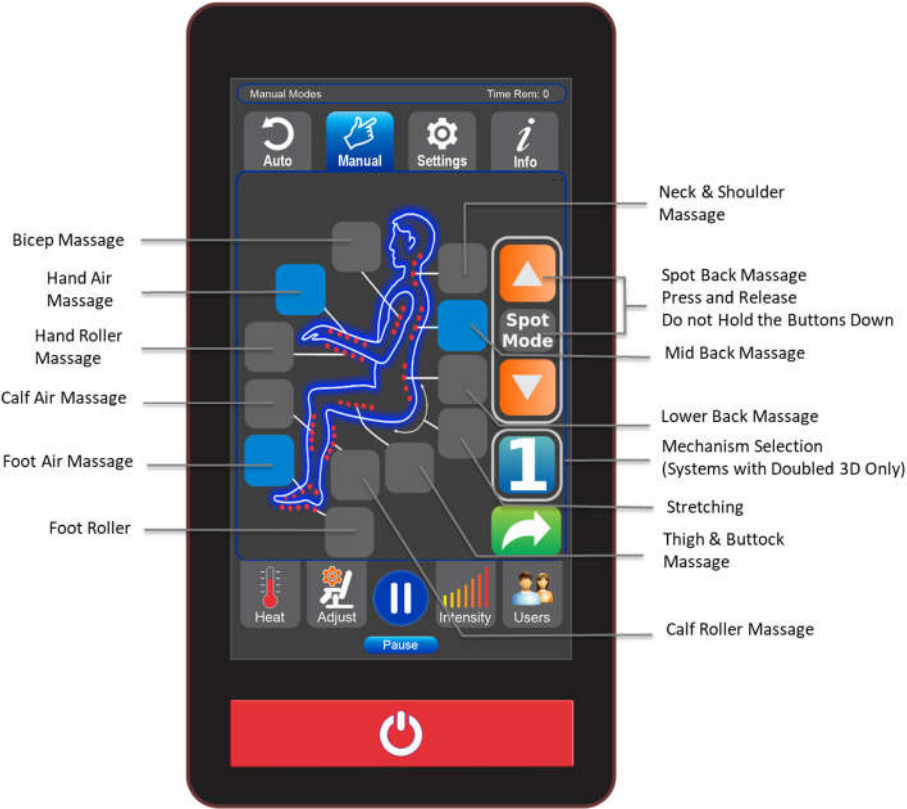 Manual Modes
Time Rem: 0
Auto
Manual
Settings
Info
Neck & Shoulder
Massage
Bicep Massage
Hand Air
Massage
Spot Back Massage
Press and Release
Do not Hold the Buttons Down
Spot
Mode
Hand Roller
Massage
Mid Back Massage
Calf Air Massage
Lower Back Massage
Foot Air Massage
1
Mechanism Selection
(Systems with Doubled 3D Only)
Stretching
Foot Roller
Thigh & Buttock
Massage
Heat
Adjust
Intensity
Users
Calf Roller Massage
Pause